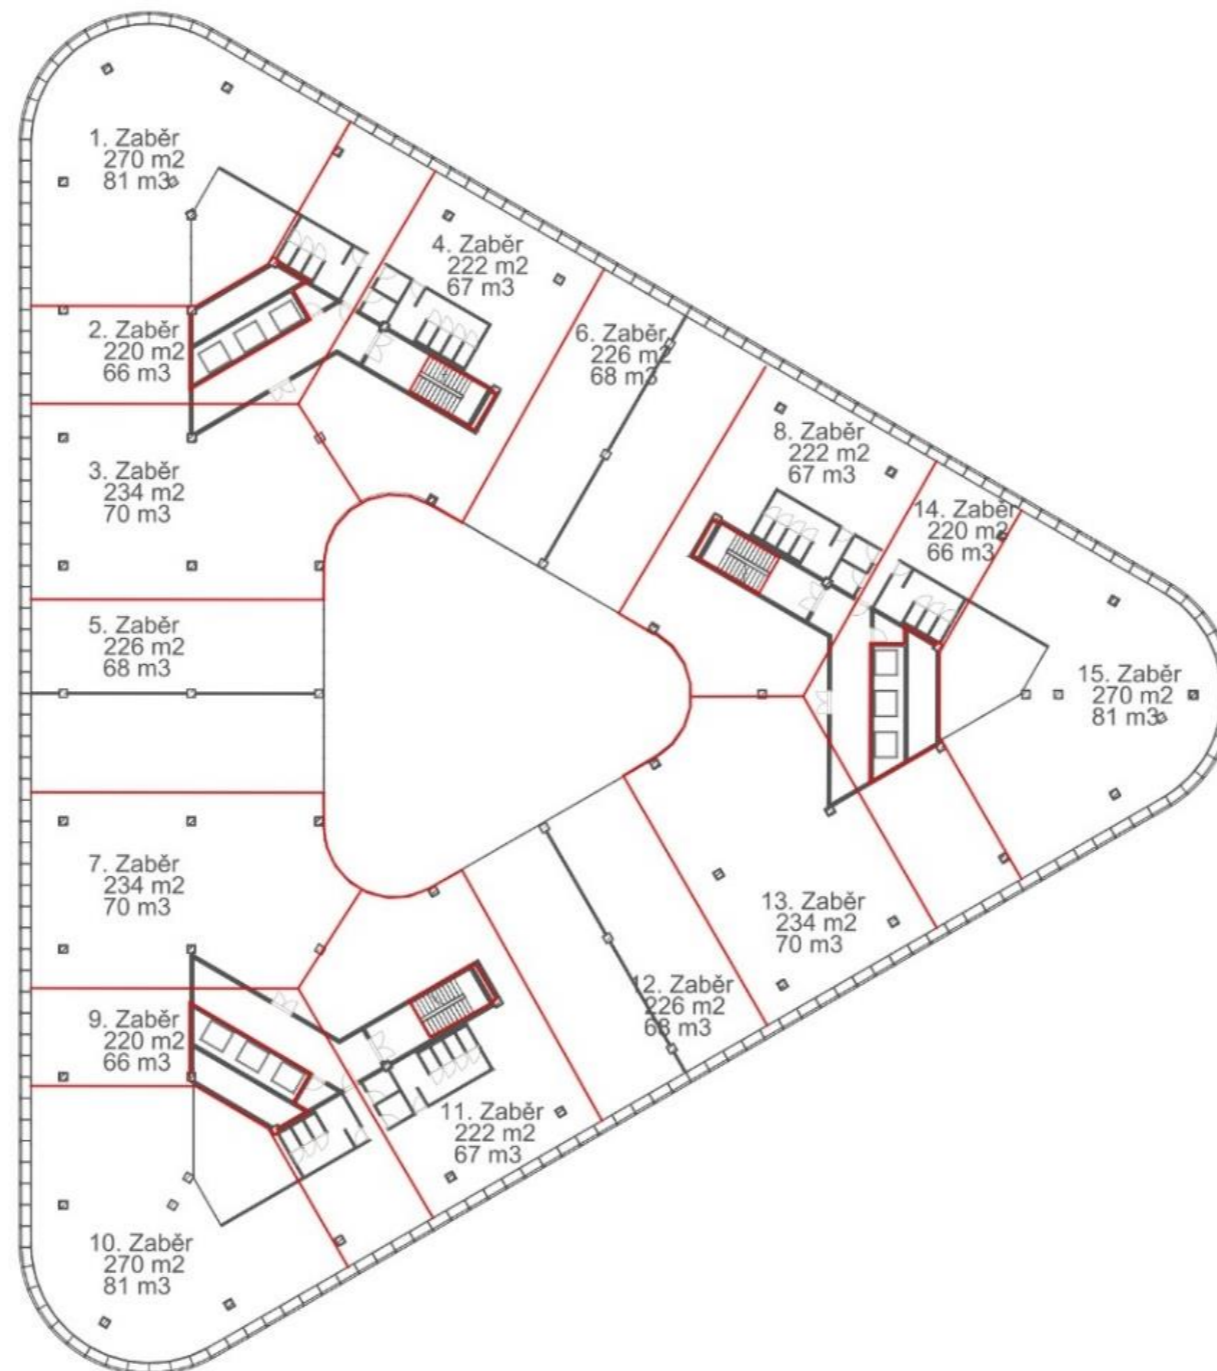 1. Zaběr
270 m2
81 m3
4. Zaběr
222 m2
67 m3
2. Zaběr
220 m2
66 m3
6. Zaběr
226 m2
68 m3
3. Zaběr
234 m2
70 m3
8. Zaběr
222 m2
67 m3
14. Zaběr
220 m2
66 m3
5. Zaběr
226 m2
68 m3
15. Zaběr
270 m2
81 m3
7. Zaběr
234 m2
70 m3
13. Zaběr
234 m2
70 m3
12. Zaběr
226 m2
68 m3
9. Zaběr
220 m2
66 m3
11. Zaběr
222 m2
67 m3
10. Zaběr
270 m2
81 m3